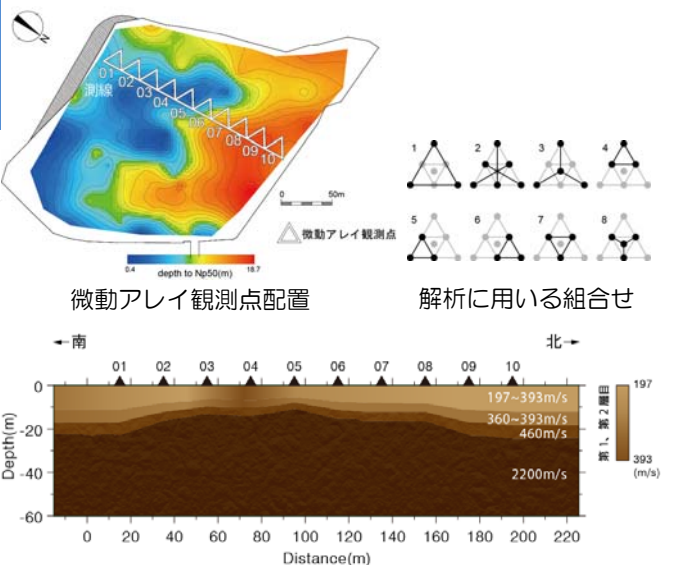 N
01
02
03
04
05
06
07
08
09
10
測線
0 50m
微動アレイ観測点
0.4 18.7
depth to Np50(m)
微動アレイ観測点配置
1 2 3 4
5 6 7 8
解析に用いる組合せ
←南 北→
01 02 03 04 05 06 07 08 09 10
0
-20
-40
-60
Depth(m)
197~393m/s
360~393m/s
460m/s
2200m/s
第1、第2層目
197
393
(m/s)
0 20 40 60 80 100 120 140 160 180 200 220
Distance(m)